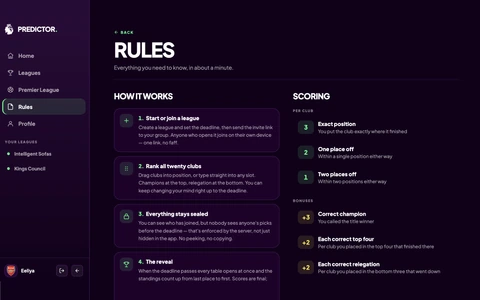 PREDICTOR.
Home
Leagues
Premier League
Rules
Profile
YOUR LEAGUES
Intelligent Sofas
Kings Council
Eeliya
← BACK
RULES
Everything you need to know, in about a minute.
HOW IT WORKS
1. Start or join a league
Create a league and set the deadline, then send the invite link
to your group. Anyone who opens it joins on their own device
— one link, no faff.
2. Rank all twenty clubs
Drag clubs into position, or type straight into any slot.
Champions at the top, relegation at the bottom. You can
keep changing your mind right up to the deadline.
3. Everything stays sealed
You can see who has joined, but nobody sees anyone's picks
before the deadline — that's enforced by the server, not just
hidden in the app. No peeking, no copying.
4. The reveal
When the deadline passes every table opens at once and the
standings count up from last place to first. Scores are final;
SCORING
PER CLUB
3 Exact position
You put the club exactly where it finished
2 One place off
Within a single position either way
1 Two places off
Within two positions either way
BONUSES
+3 Correct champion
You called the title winner
+2 Each correct top four
Per club you placed in the top four that finished there
+2 Each correct relegation
Per club you placed in the bottom three that went down